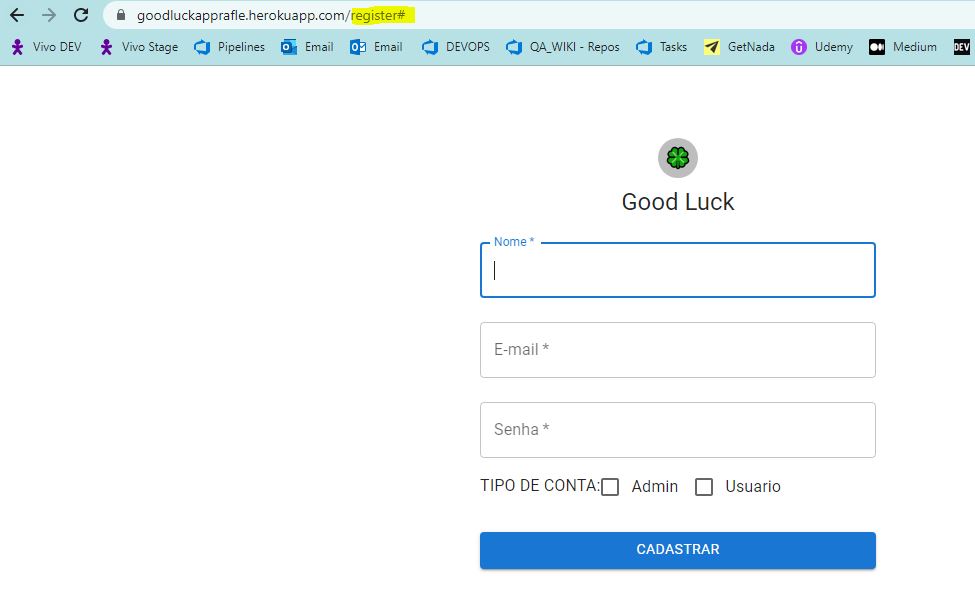 goodluckapprafle.herokuapp.com/register#
Vivo DEV Vivo Stage Pipelines Email Email DEVOPS QA_WIKI - Repos Tasks GetNada Udemy Medium DEV
Good Luck
Nome *
E-mail *
Senha *
TIPO DE CONTA: Admin Usuario
CADASTRAR